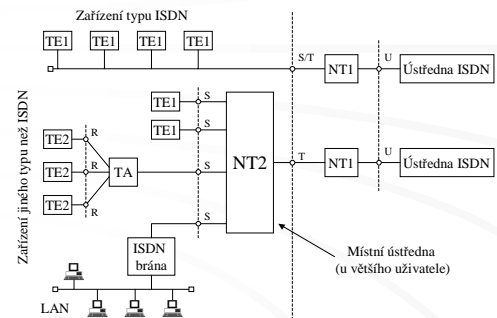 Zařízení typu ISDN
TE1 TE1 TE1 TE1
S/T NT1 U Ústředna ISDN
Zařízení jiného typu než ISDN
TE1 S
TE1 S
TE2 R
TE2 R TA S
TE2 R
NT2 T NT1 U Ústředna ISDN
S
ISDN
brána
Místní ústředna
(u většího uživatele)
LAN